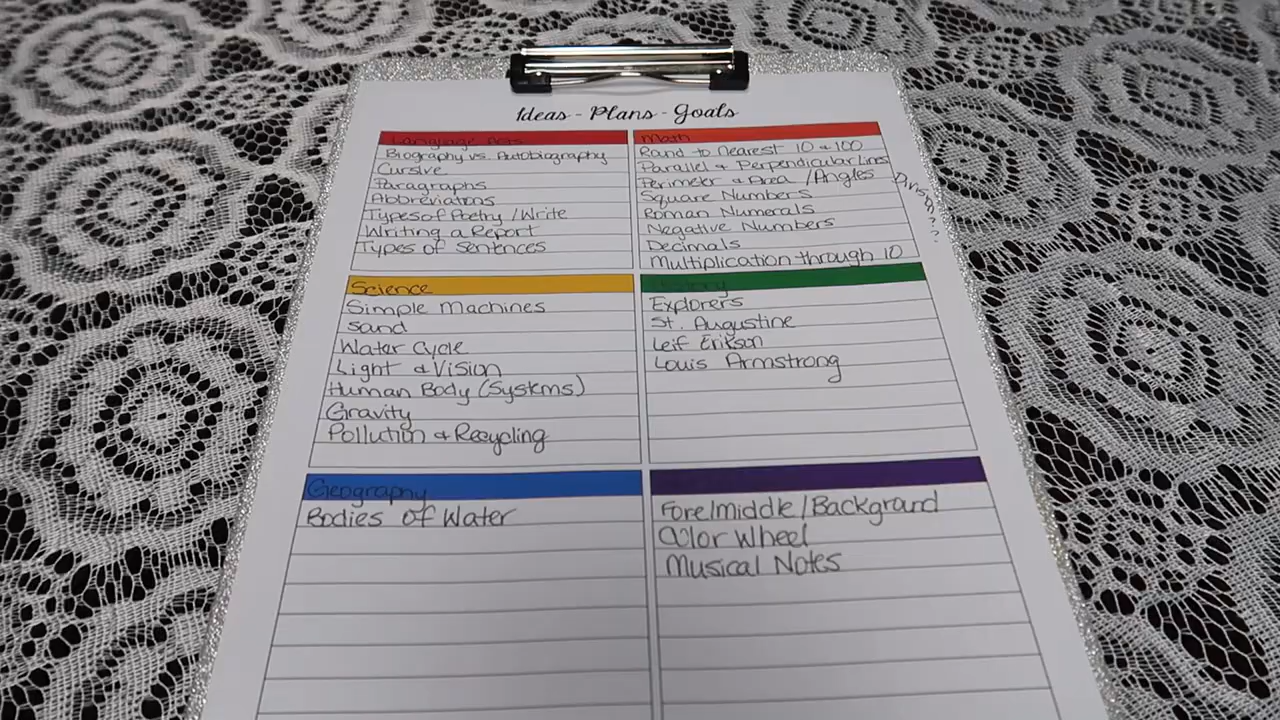 Ideas - Plans - Goals
Language Arts
Biography vs. Autobiography
Cursive
Paragraphs
Abbreviations
Types of Poetry / Write
Writing a Report
Types of Sentences
Math
Round to Nearest 10 & 100
Parallel & Perpendicular Lines
Perimeter & Area / Angles
Square Numbers
Roman Numerals
Negative Numbers
Decimals
Multiplication through 10
Science
Simple Machines
Sand
Water Cycle
Light & Vision
Human Body (Systems)
Gravity
Pollution & Recycling
History
Explorers
St. Augustine
Leif Erikson
Louis Armstrong
Geography
Bodies of Water
Fore/middle/Background
Color Wheel
Musical Notes